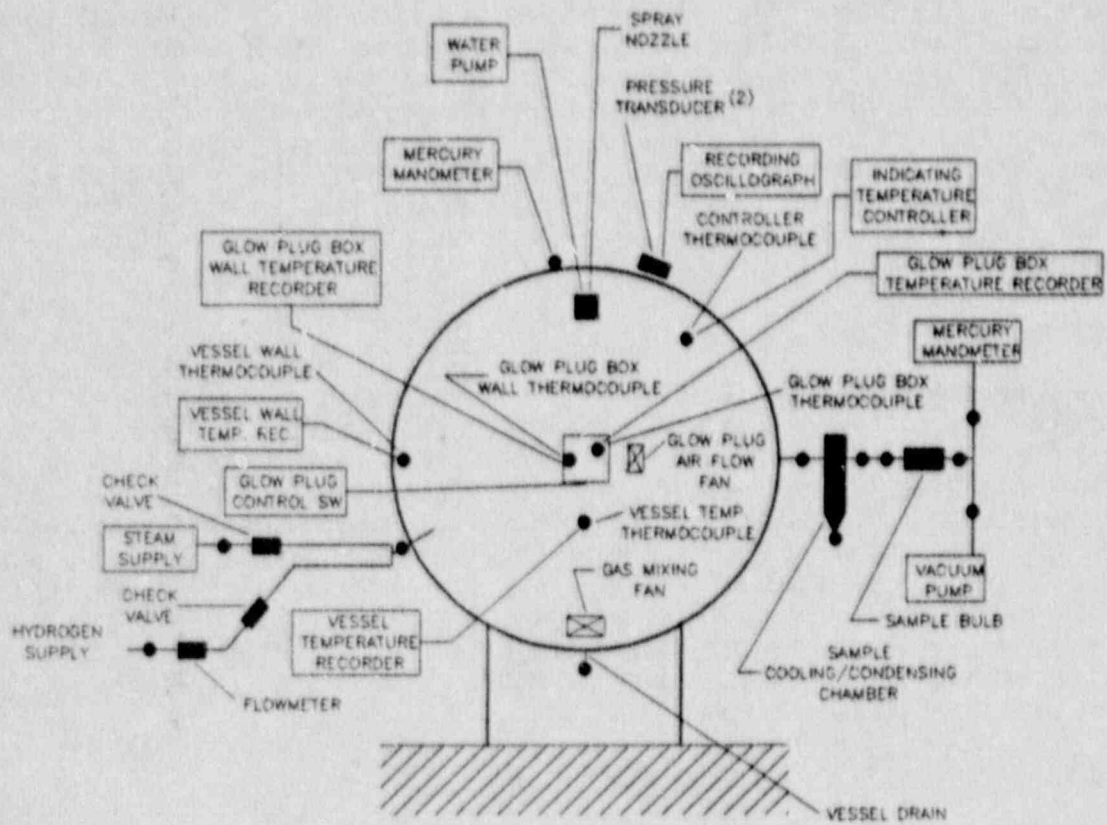 SPRAY
NOZZLE
WATER
PUMP
PRESSURE
TRANSDUCER (2)
MERCURY
MANOMETER
RECORDING
OSCILLOGRAPH
INDICATING
TEMPERATURE
CONTROLLER
CONTROLLER
THERMOCOUPLE
GLOW PLUG BOX
WALL TEMPERATURE
RECORDER
GLOW PLUG BOX
TEMPERATURE RECORDER
MERCURY
MANOMETER
VESSEL WALL
THERMOCOUPLE
GLOW PLUG BOX
WALL THERMOCOUPLE
GLOW PLUG BOX
THERMOCOUPLE
VESSEL WALL
TEMP. REC.
GLOW PLUG
AIR FLOW
FAN
GLOW PLUG
CONTROL SW
CHECK
VALVE
VESSEL TEMP.
THERMOCOUPLE
STEAM
SUPPLY
GAS MIXING
FAN
VACUUM
PUMP
CHECK
VALVE
SAMPLE BULB
HYDROGEN
SUPPLY
VESSEL
TEMPERATURE
RECORDER
SAMPLE
COOLING/CONDENSING
CHAMBER
FLOWMETER
VESSEL DRAIN